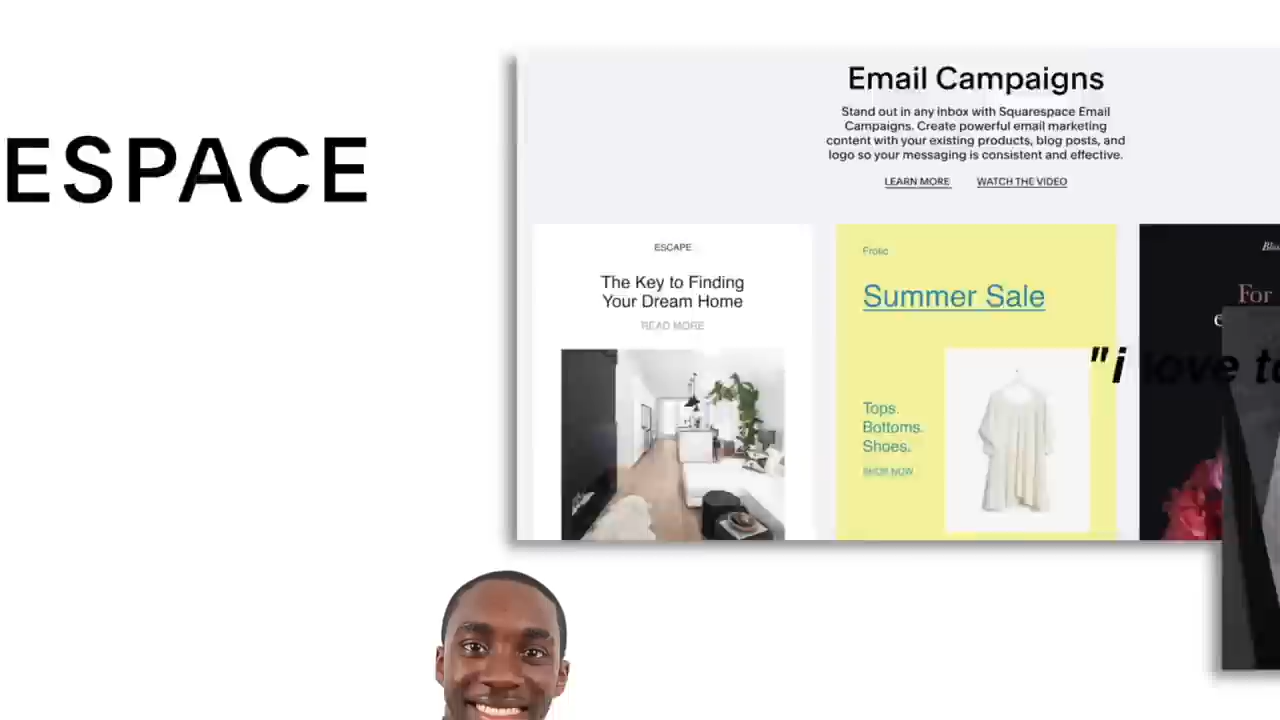 ESPACE
Email Campaigns
Stand out in any inbox with Squarespace Email
Campaigns. Create powerful email marketing
content with your existing products, blog posts, and
logo so your messaging is consistent and effective.
LEARN MORE WATCH THE VIDEO
ESCAPE
The Key to Finding
Your Dream Home
READ MORE
Frolic
Summer Sale
Tops.
Bottoms.
Shoes.
SHOP NOW
For
"i love